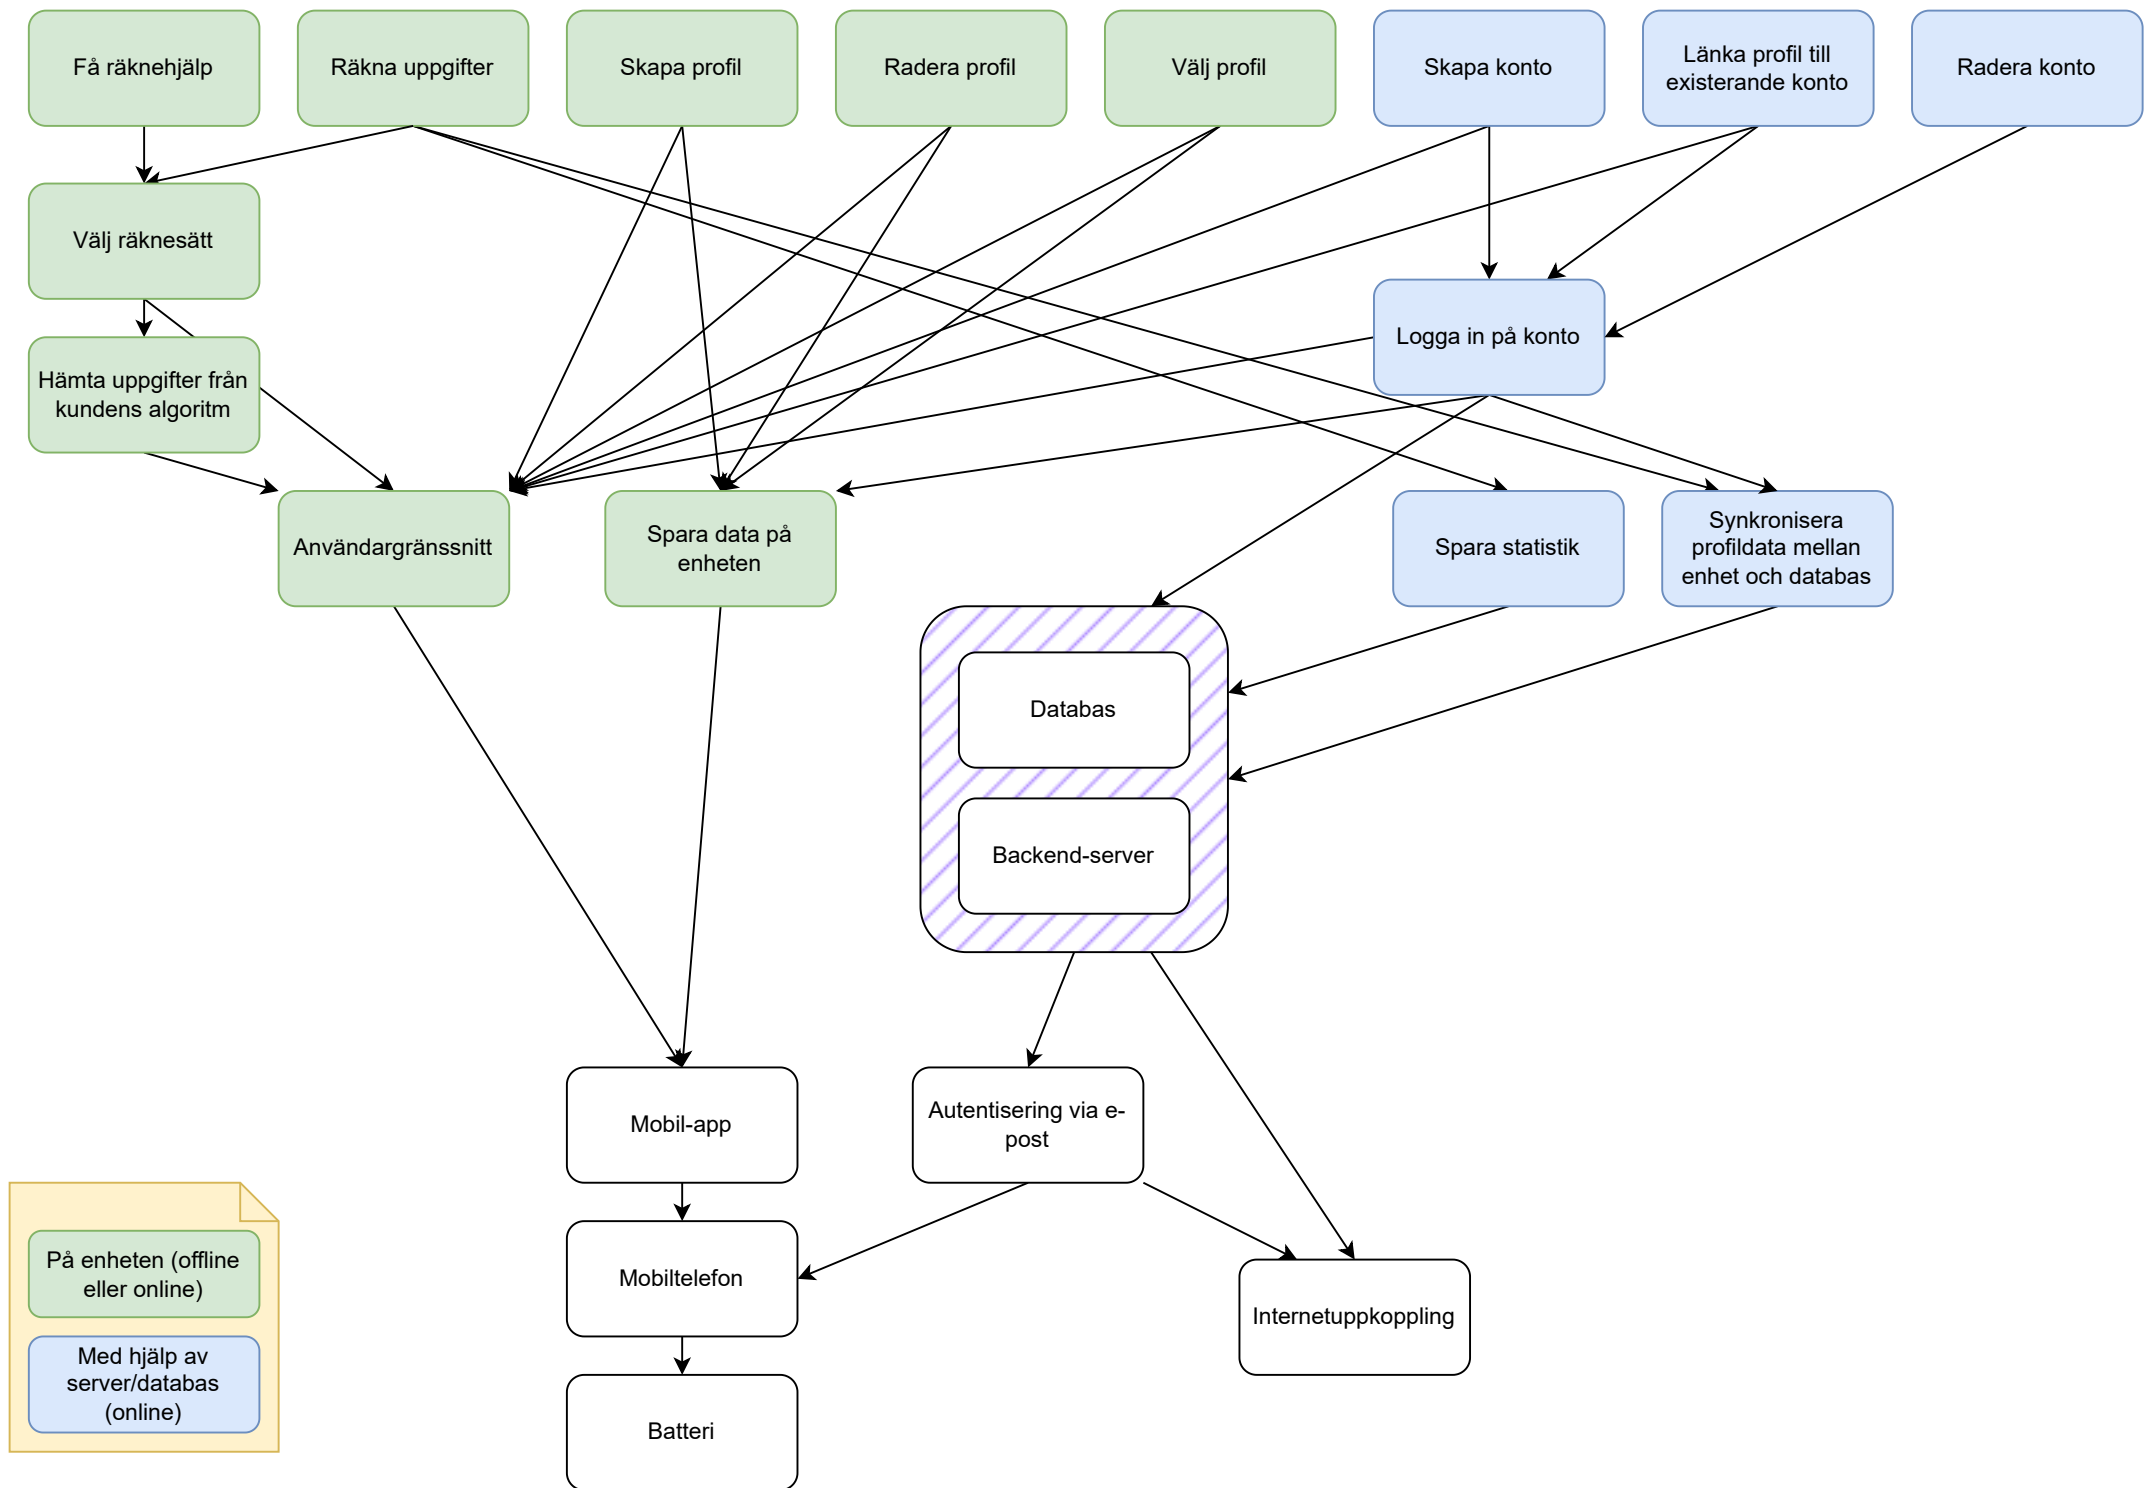 Få räknehjälp
Räkna uppgifter
Skapa profil
Radera profil
Välj profil
Skapa konto
Länka profil till
existerande konto
Radera konto
Välj räknesätt
Logga in på konto
Hämta uppgifter från
kundens algoritm
Användargränssnitt
Spara data på
enheten
Spara statistik
Synkronisera
profildata mellan
enhet och databas
Databas
Backend-server
Mobil-app
Autentisering via e-
post
Mobiltelefon
Internetuppkoppling
Batteri
På enheten (offline
eller online)
Med hjälp av
server/databas
(online)